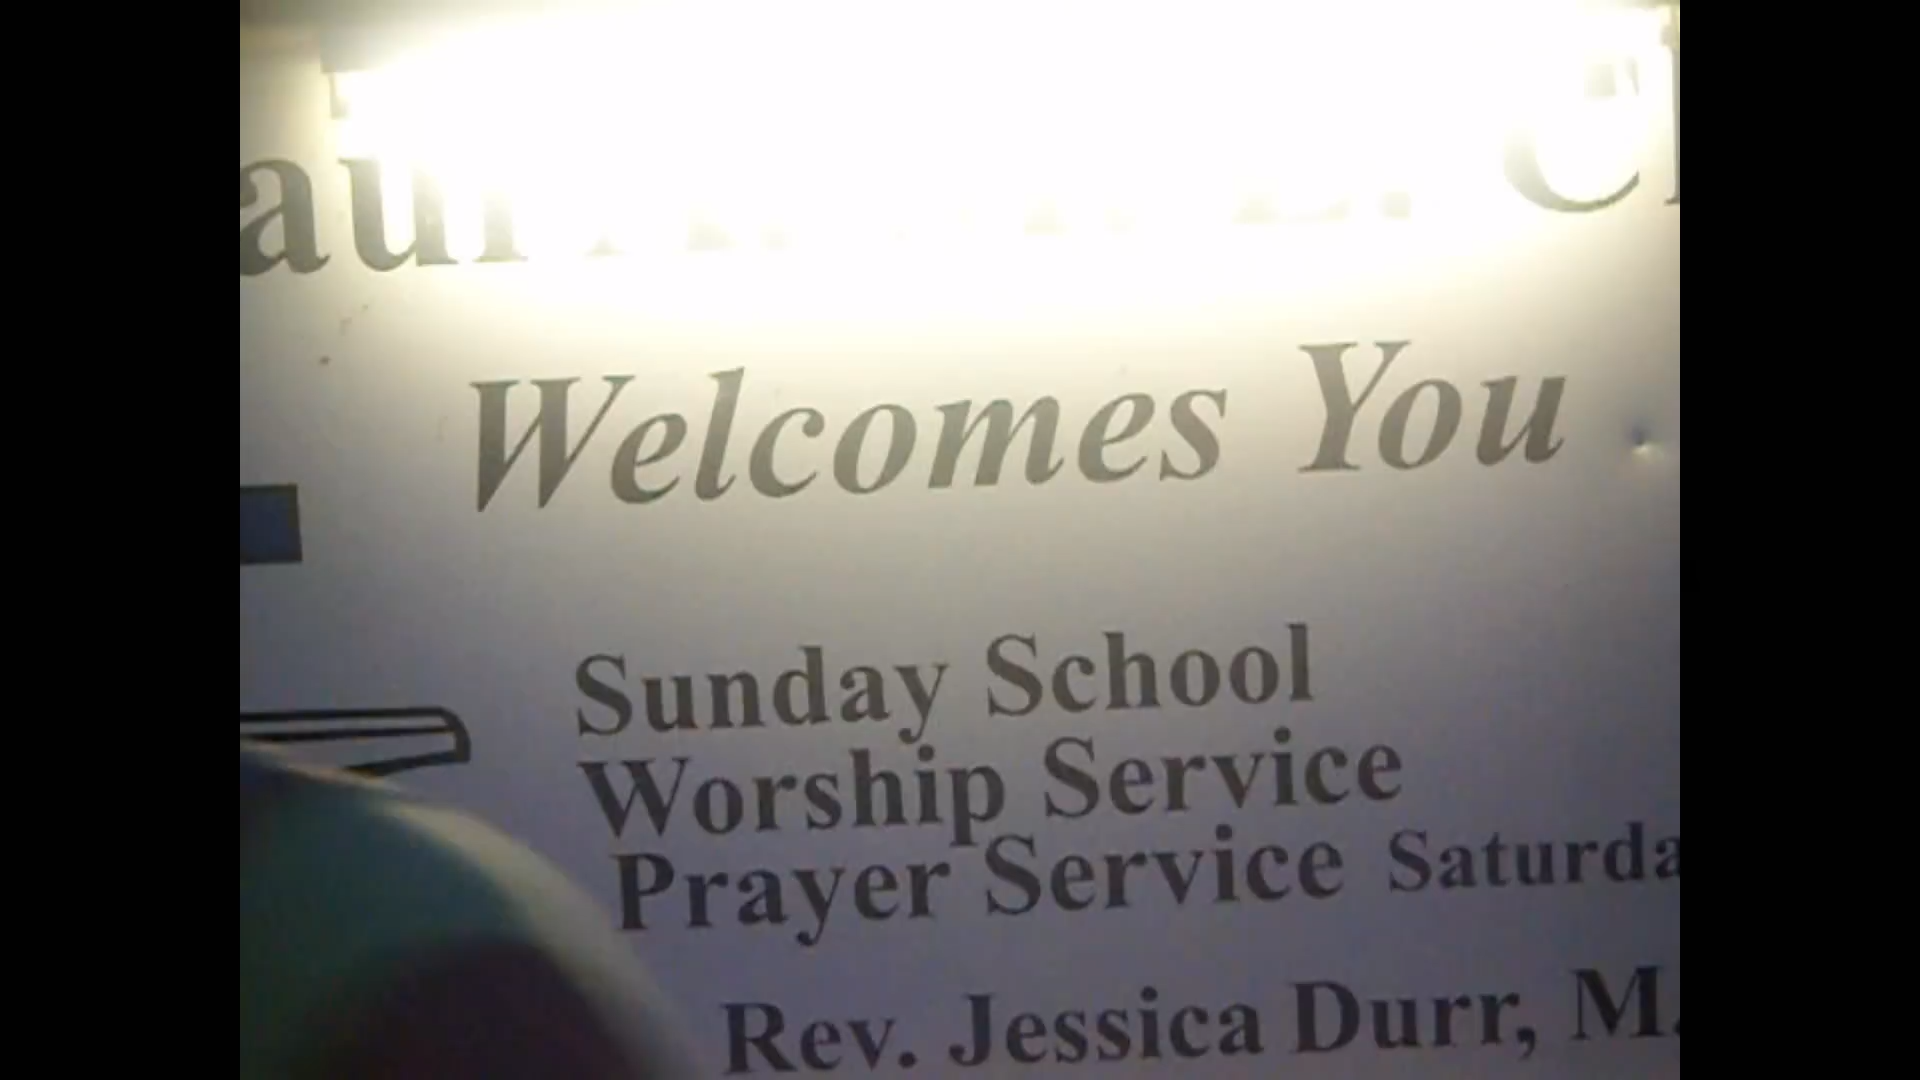 Welcomes You
Sunday School
Worship Service
Prayer Service Saturda
Rev. Jessica Durr, M.